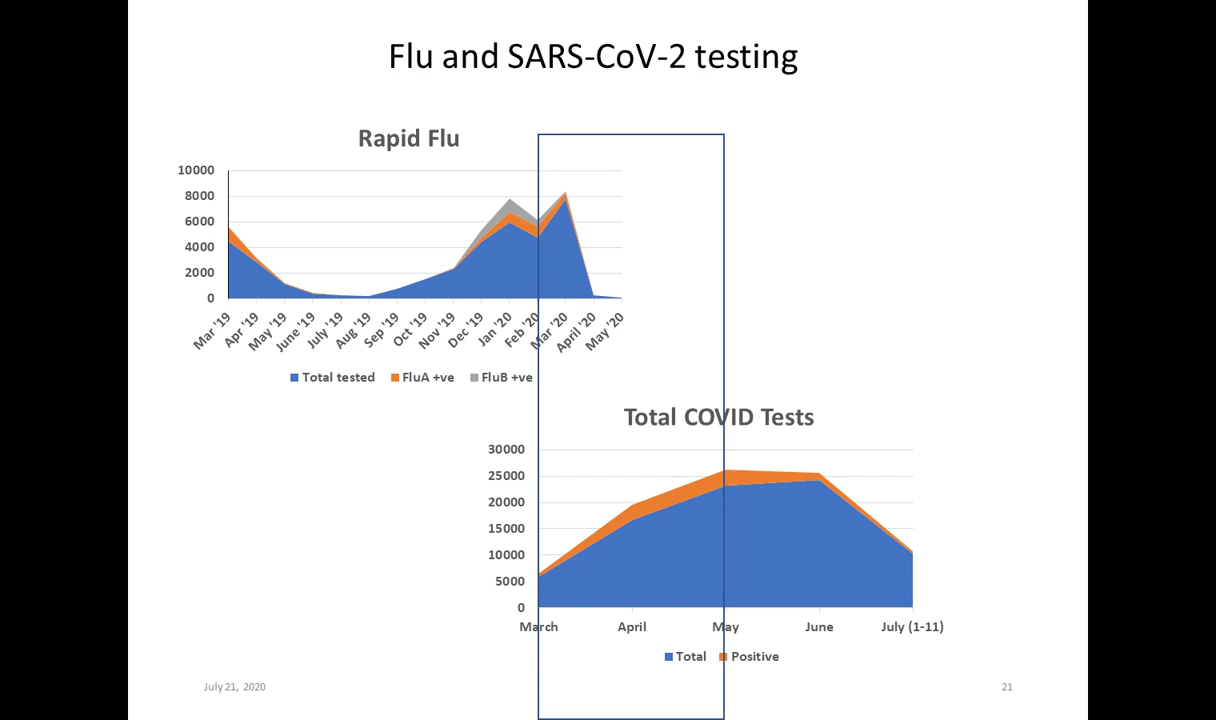 Flu and SARS-CoV-2 testing
Rapid Flu
10000
8000
6000
4000
2000
0
Mar '19
Apr '19
May '19
June '19
July '19
Aug '19
Sep '19
Oct '19
Nov '19
Dec '19
Jan '20
Feb '20
Mar '20
April '20
May '20
Total tested FluA +ve FluB +ve
Total COVID Tests
30000
25000
20000
15000
10000
5000
0
March April May June July (1-11)
Total Positive
July 21, 2020 21